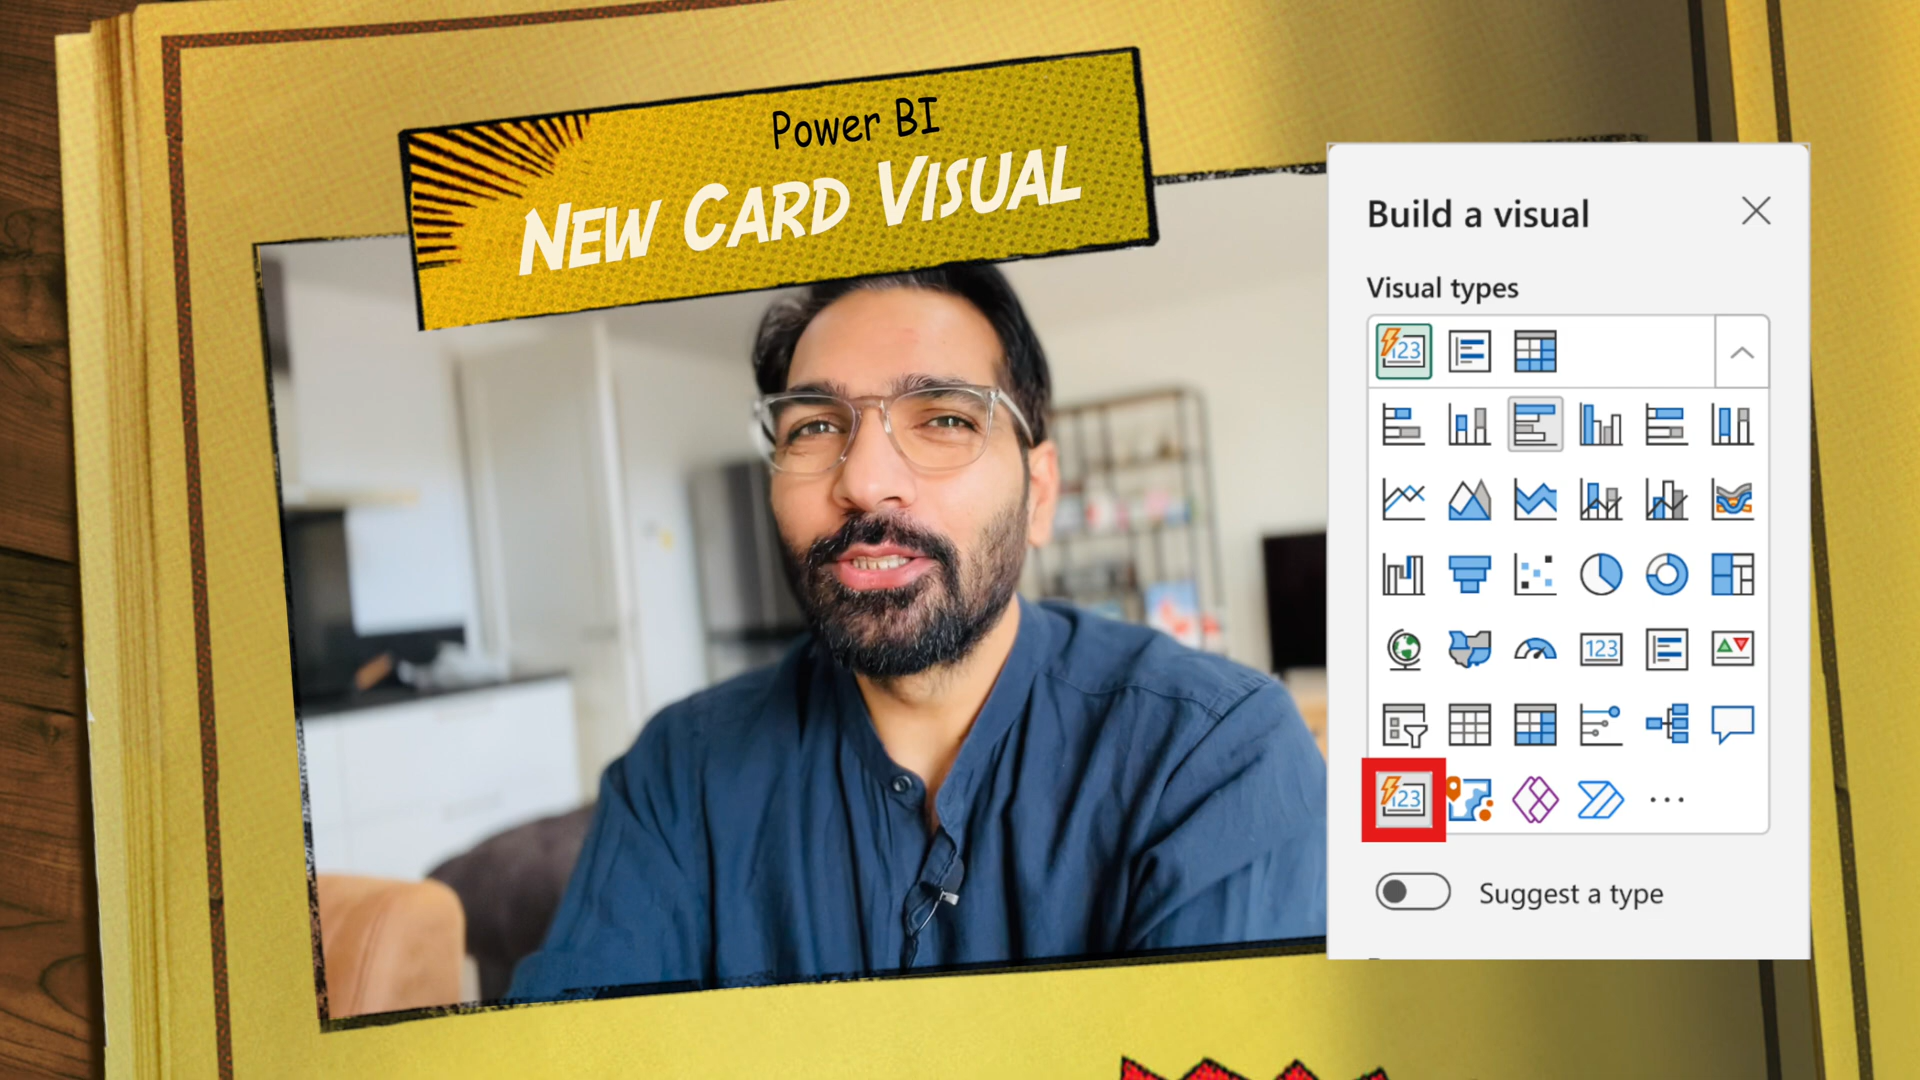 Power BI
New Card Visual
Build a visual
Visual types
123
123
123
Suggest a type